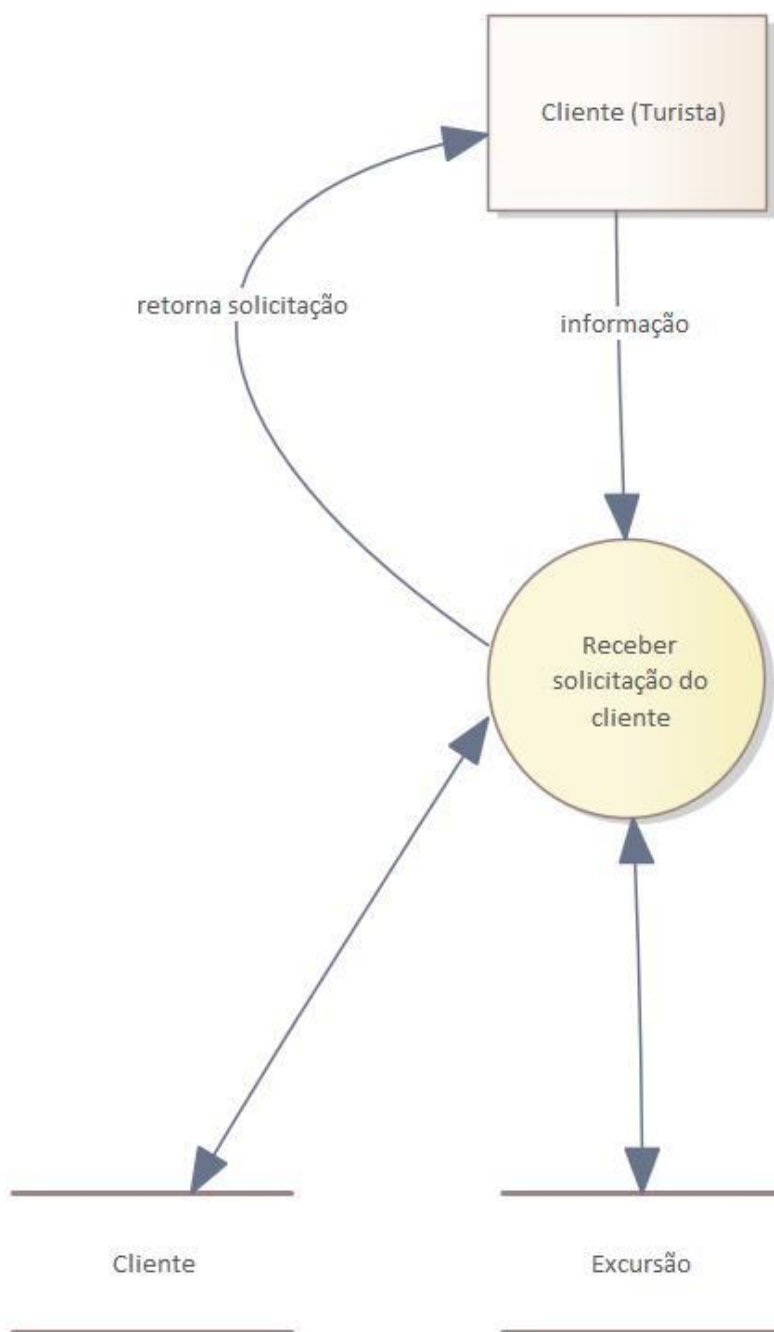 Cliente (Turista)
retorna solicitação
informação
Receber
solicitação do
cliente
Cliente
Excursão